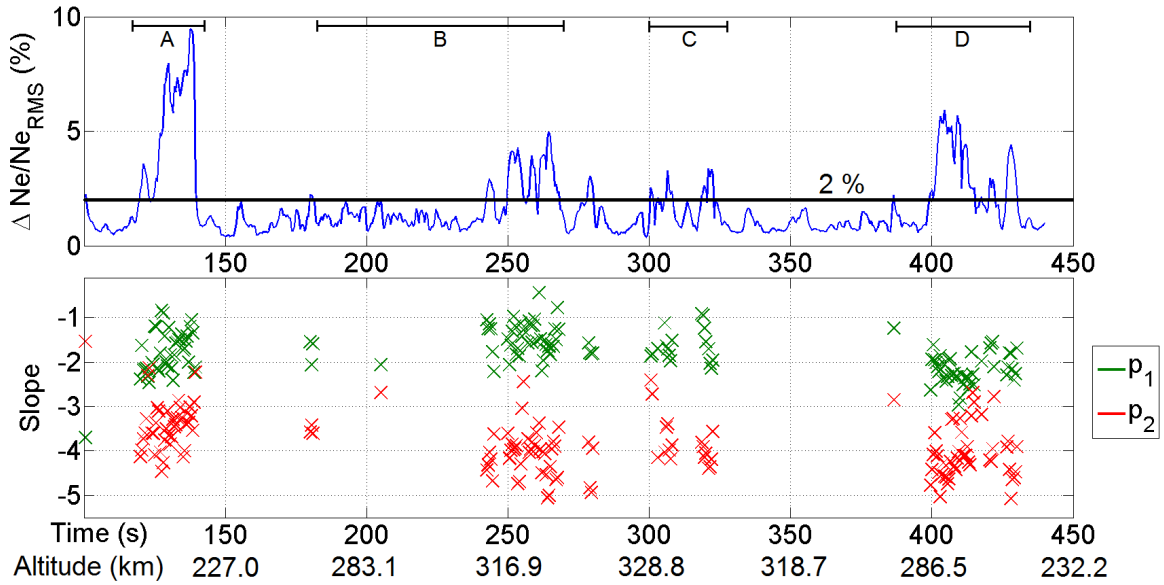 Δ Ne/Ne_RMS (%)
10
5
0
A
B
C
D
2 %
150 200 250 300 350 400 450
Slope
-1
-2
-3
-4
-5
p₁
p₂
Time (s) 150 200 250 300 350 400 450
Altitude (km) 227.0 283.1 316.9 328.8 318.7 286.5 232.2